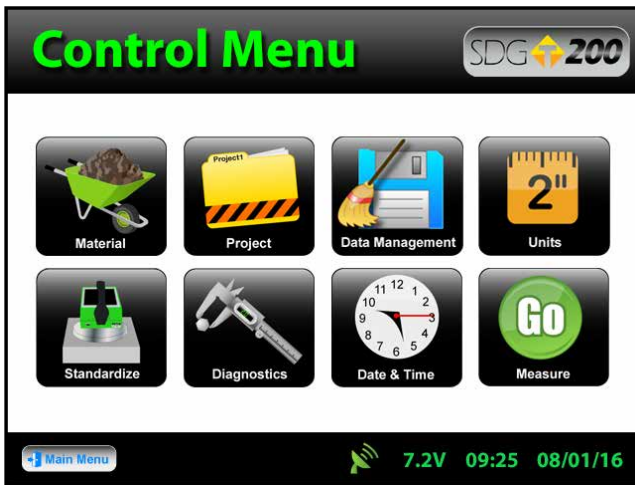 Control Menu
SDG T 200
Project1
2"
Material
Project
Data Management
Units
12
11
1
10
2
9
3
8
4
7
5
6
Go
Standardize
Diagnostics
Date & Time
Measure
Main Menu
7.2V 09:25 08/01/16